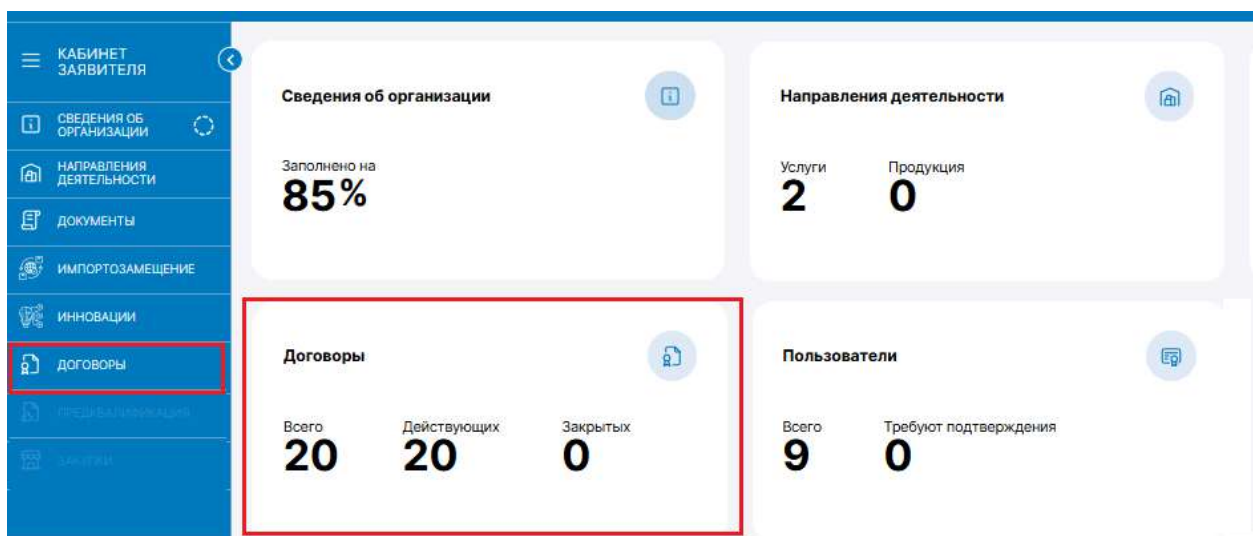 КАБИНЕТ
ЗАЯВИТЕЛЯ
СВЕДЕНИЯ ОБ
ОРГАНИЗАЦИИ
НАПРАВЛЕНИЯ
ДЕЯТЕЛЬНОСТИ
ДОКУМЕНТЫ
ИМПОРТОЗАМЕЩЕНИЕ
ИННОВАЦИИ
ДОГОВОРЫ
ПРЕДКВАЛИФИКАЦИЯ
ЗАКУПКИ
Сведения об организации
Заполнено на
85%
Направления деятельности
Услуги Продукция
2 0
Договоры
Всего Действующих Закрытых
20 20 0
Пользователи
Всего Требуют подтверждения
9 0